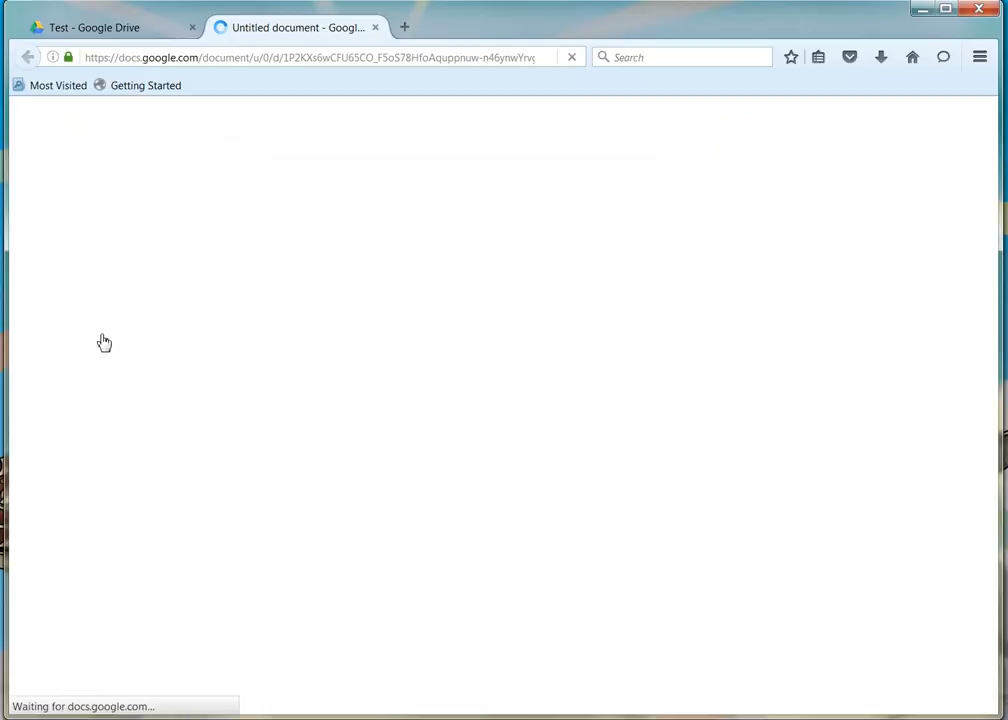 Test - Google Drive
Untitled document - Googl...
https://docs.google.com/document/u/0/d/1P2KXs6wCFU65CO_F5oS78HfoAquppnuw-n46ynwYrvg
Search
Most Visited
Getting Started
Waiting for docs.google.com...